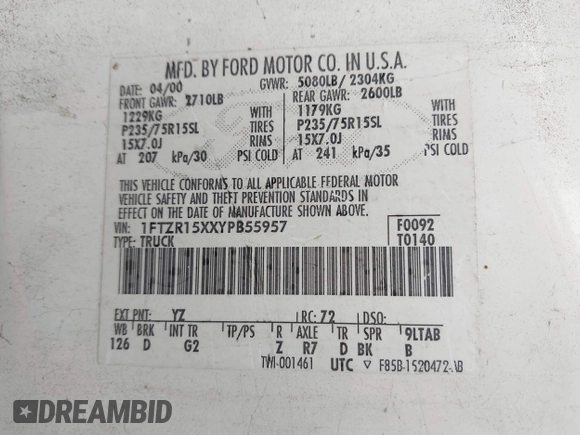 MFD. BY FORD MOTOR CO. IN U.S.A.
DATE: 04/00 GVWR: 5080LB/ 2304KG
FRONT GAWR: 2710LB REAR GAWR: 2600LB
1229KG WITH 1179KG WITH
P235/75R15SL TIRES P235/75R15SL TIRES
15X7.0J RIMS 15X7.0J RIMS
AT 207 kPa/30 PSI COLD AT 241 kPa/35 PSI COLD
THIS VEHICLE CONFORMS TO ALL APPLICABLE FEDERAL MOTOR
VEHICLE SAFETY AND THEFT PREVENTION STANDARDS IN
EFFECT ON THE DATE OF MANUFACTURE SHOWN ABOVE.
VIN: 1FTZR15XXYPB55957 F0092
TYPE: TRUCK T0140
EXT PNT: YZ RC: 72 DSO:
WB BRK INT TR TP/PS R AXLE TR SPR 9LTAB
126 D G2 Z R7 D BK B
TWI-001461 UTC ▽ F85B-1520472-AB
DREAMBID